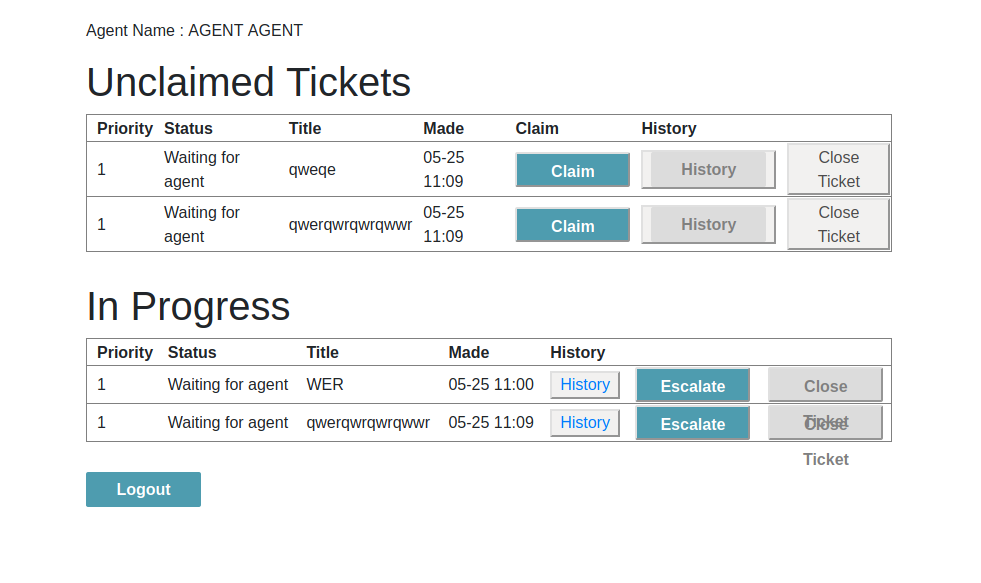 Agent Name : AGENT AGENT
Unclaimed Tickets
Priority Status Title Made Claim History
1 Waiting for agent qweqe 05-25 11:09 Claim History Close Ticket
1 Waiting for agent qwerqwrqwrqwwr 05-25 11:09 Claim History Close Ticket
In Progress
Priority Status Title Made History
1 Waiting for agent WER 05-25 11:00 History Escalate Close Ticket
1 Waiting for agent qwerqwrqwrqwwr 05-25 11:09 History Escalate Close Ticket
Logout